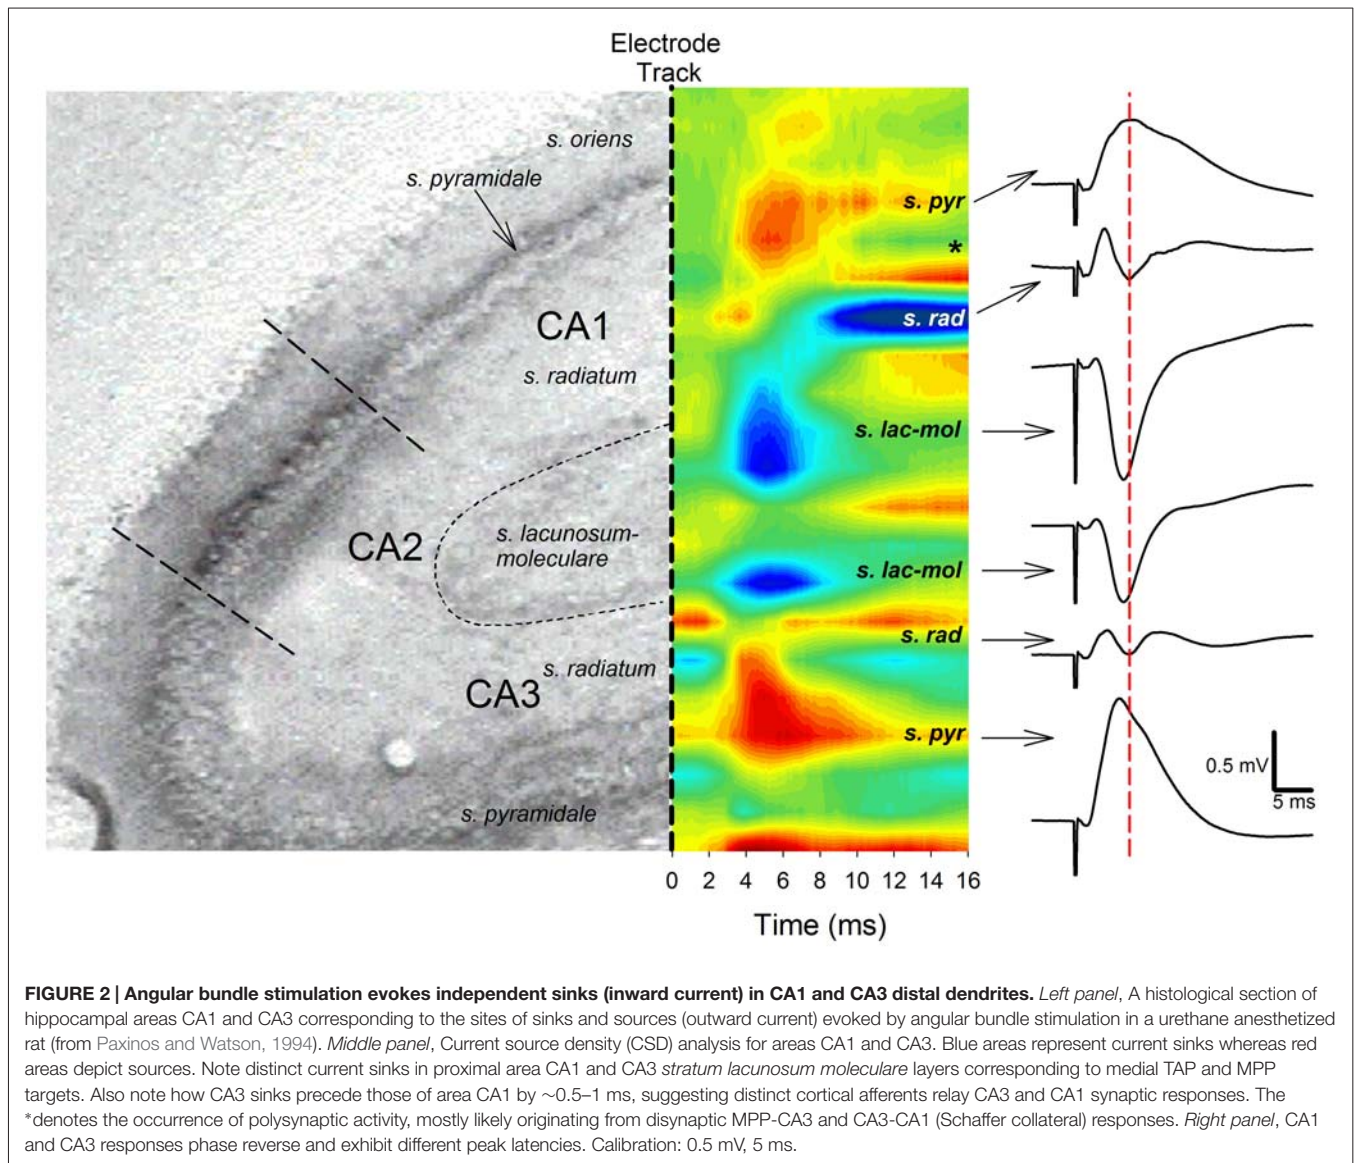 Electrode
Track
s. oriens
s. pyramidale
CA1
s. radiatum
CA2
s. lacunosum-
moleculare
s. radiatum
CA3
s. pyramidale
s. pyr
*
s. rad
s. lac-mol
s. lac-mol
s. rad
s. pyr
0.5 mV
5 ms
0 2 4 6 8 10 12 14 16
Time (ms)
FIGURE 2 | Angular bundle stimulation evokes independent sinks (inward current) in CA1 and CA3 distal dendrites. Left panel, A histological section of
hippocampal areas CA1 and CA3 corresponding to the sites of sinks and sources (outward current) evoked by angular bundle stimulation in a urethane anesthetized
rat (from Paxinos and Watson, 1994). Middle panel, Current source density (CSD) analysis for areas CA1 and CA3. Blue areas represent current sinks whereas red
areas depict sources. Note distinct current sinks in proximal area CA1 and CA3 stratum lacunosum moleculare layers corresponding to medial TAP and MPP
targets. Also note how CA3 sinks precede those of area CA1 by ~0.5–1 ms, suggesting distinct cortical afferents relay CA3 and CA1 synaptic responses. The
*denotes the occurrence of polysynaptic activity, mostly likely originating from disynaptic MPP-CA3 and CA3-CA1 (Schaffer collateral) responses. Right panel, CA1
and CA3 responses phase reverse and exhibit different peak latencies. Calibration: 0.5 mV, 5 ms.